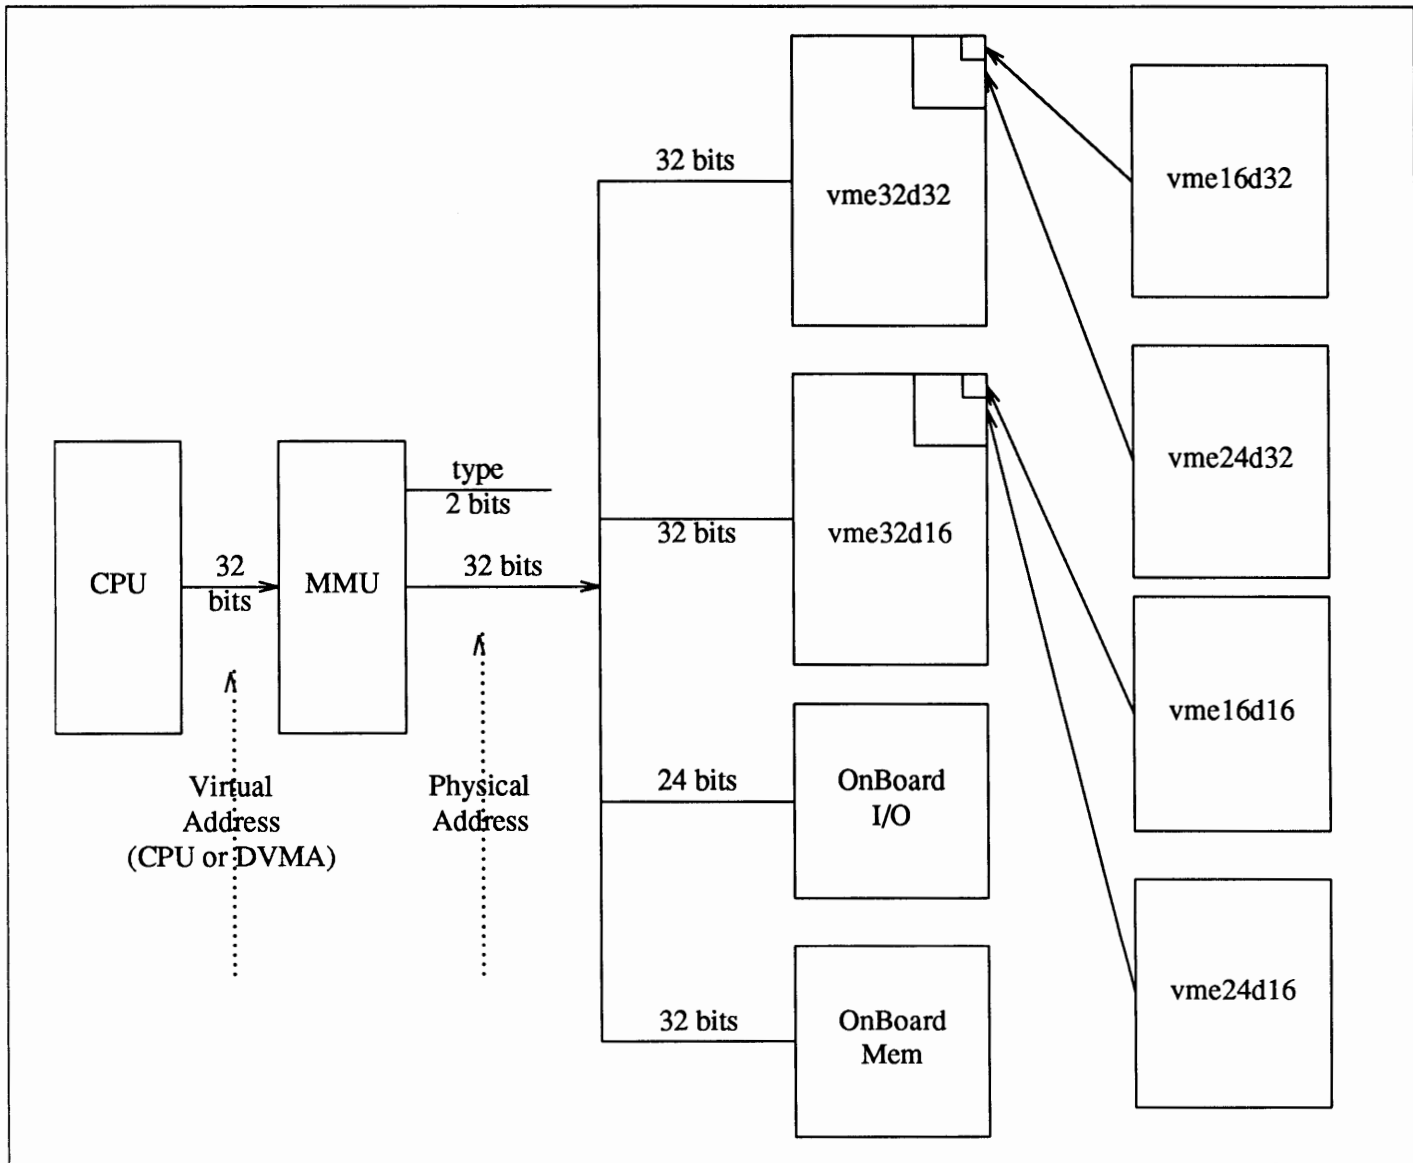 32 bits
vme32d32
vme16d32
vme24d32
type
2 bits
32 bits
vme32d16
CPU
32
bits
MMU
32 bits
vme16d16
Virtual
Address
(CPU or DVMA)
Physical
Address
24 bits
OnBoard
I/O
vme24d16
32 bits
OnBoard
Mem